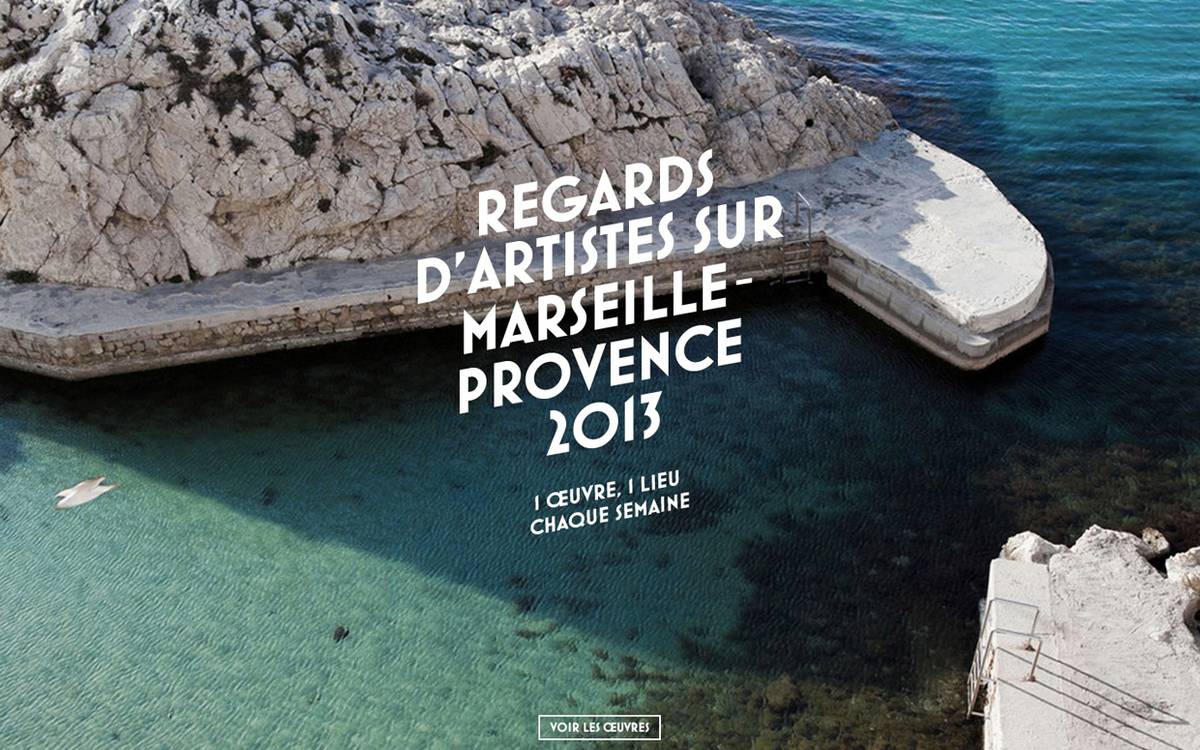 REGARDS
D'ARTISTES SUR
MARSEILLE-
PROVENCE
2013
1 ŒUVRE, 1 LIEU
CHAQUE SEMAINE
VOIR LES ŒUVRES